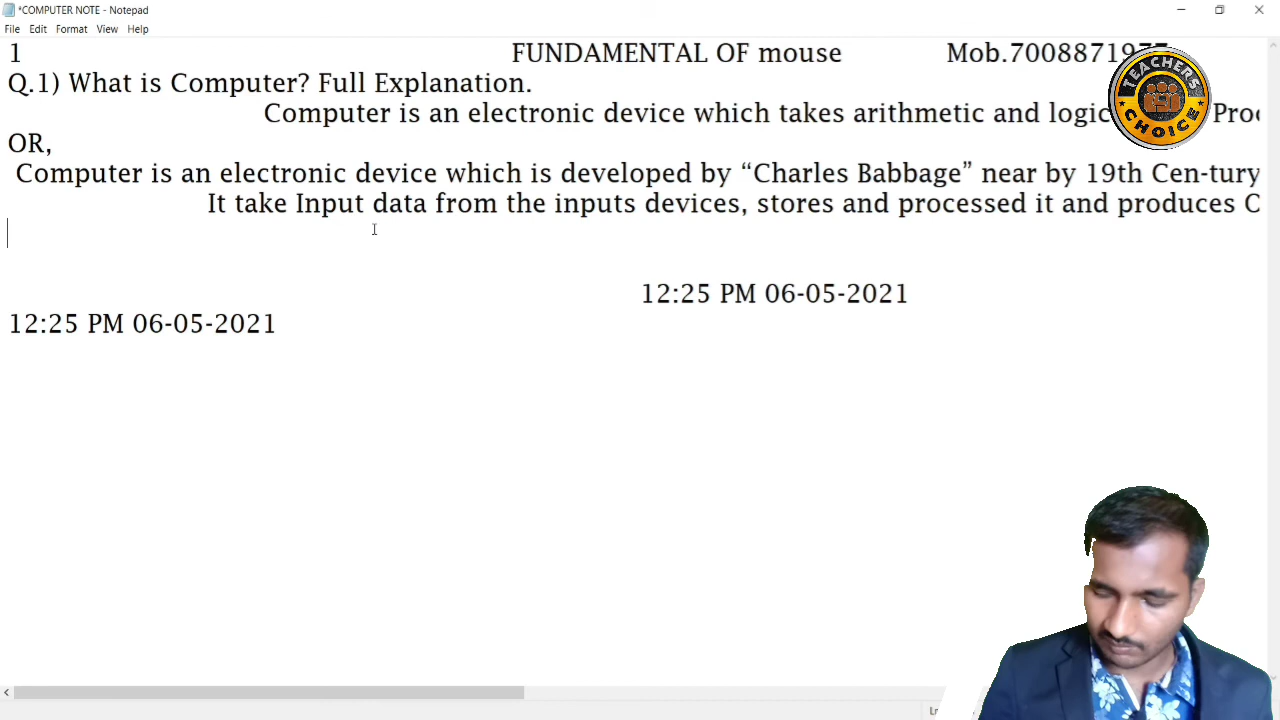 *COMPUTER NOTE - Notepad
File Edit Format View Help
1 FUNDAMENTAL OF mouse Mob.7008871977
Q.1) What is Computer? Full Explanation.
Computer is an electronic device which takes arithmetic and logic
OR,
Computer is an electronic device which is developed by “Charles Babbage” near by 19th Cen-tury
It take Input data from the inputs devices, stores and processed it and produces
12:25 PM 06-05-2021
12:25 PM 06-05-2021
TEACHERS
CHOICE